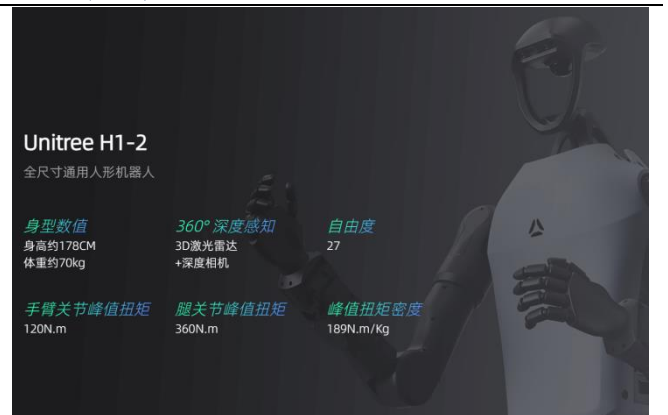 Unitree H1-2
全尺寸通用人形机器人
身型数值
身高约178CM
体重约70kg
360° 深度感知
3D激光雷达
+深度相机
自由度
27
手臂关节峰值扭矩
120N.m
腿关节峰值扭矩
360N.m
峰值扭矩密度
189N.m/Kg